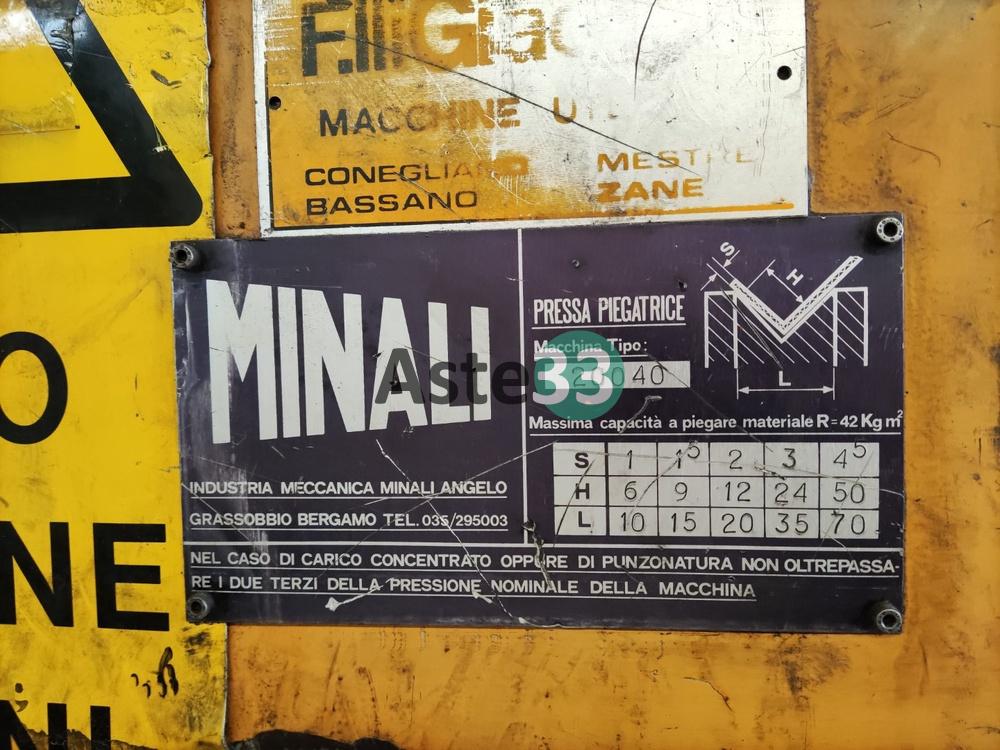 F.lli
MACCHINE
CONEGLIANO MESTRE
BASSANO ZANE
MINALI
INDUSTRIA MECCANICA MINALI ANGELO
GRASSOBBIO BERGAMO TEL. 035/295003
PRESSA PIEGATRICE
Macchina Tipo:
40
S
H
L
Massima capacità a piegare materiale R=42 Kg m²
S 1 1⁵ 2 3 4⁵
H 6 9 12 24 50
L 10 15 20 35 70
NEL CASO DI CARICO CONCENTRATO OPPURE DI PUNZONATURA NON OLTREPASSA-
RE I DUE TERZI DELLA PRESSIONE NOMINALE DELLA MACCHINA
Aste33
O
NE